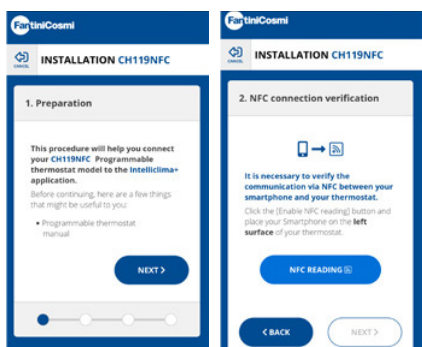 FantiniCosmi
CANCEL
INSTALLATION CH119NFC
1. Preparation
This procedure will help you connect
your CH119NFC Programmable
thermostat model to the Intelliclima+
application.
Before continuing, here are a few things
that might be useful to you:
• Programmable thermostat
manual
NEXT >
FantiniCosmi
CANCEL
INSTALLATION CH119NFC
2. NFC connection verification
It is necessary to verify the
communication via NFC between your
smartphone and your thermostat.
Click the [Enable NFC reading] button and
place your Smartphone on the left
surface of your thermostat.
NFC READING
< BACK
NEXT >